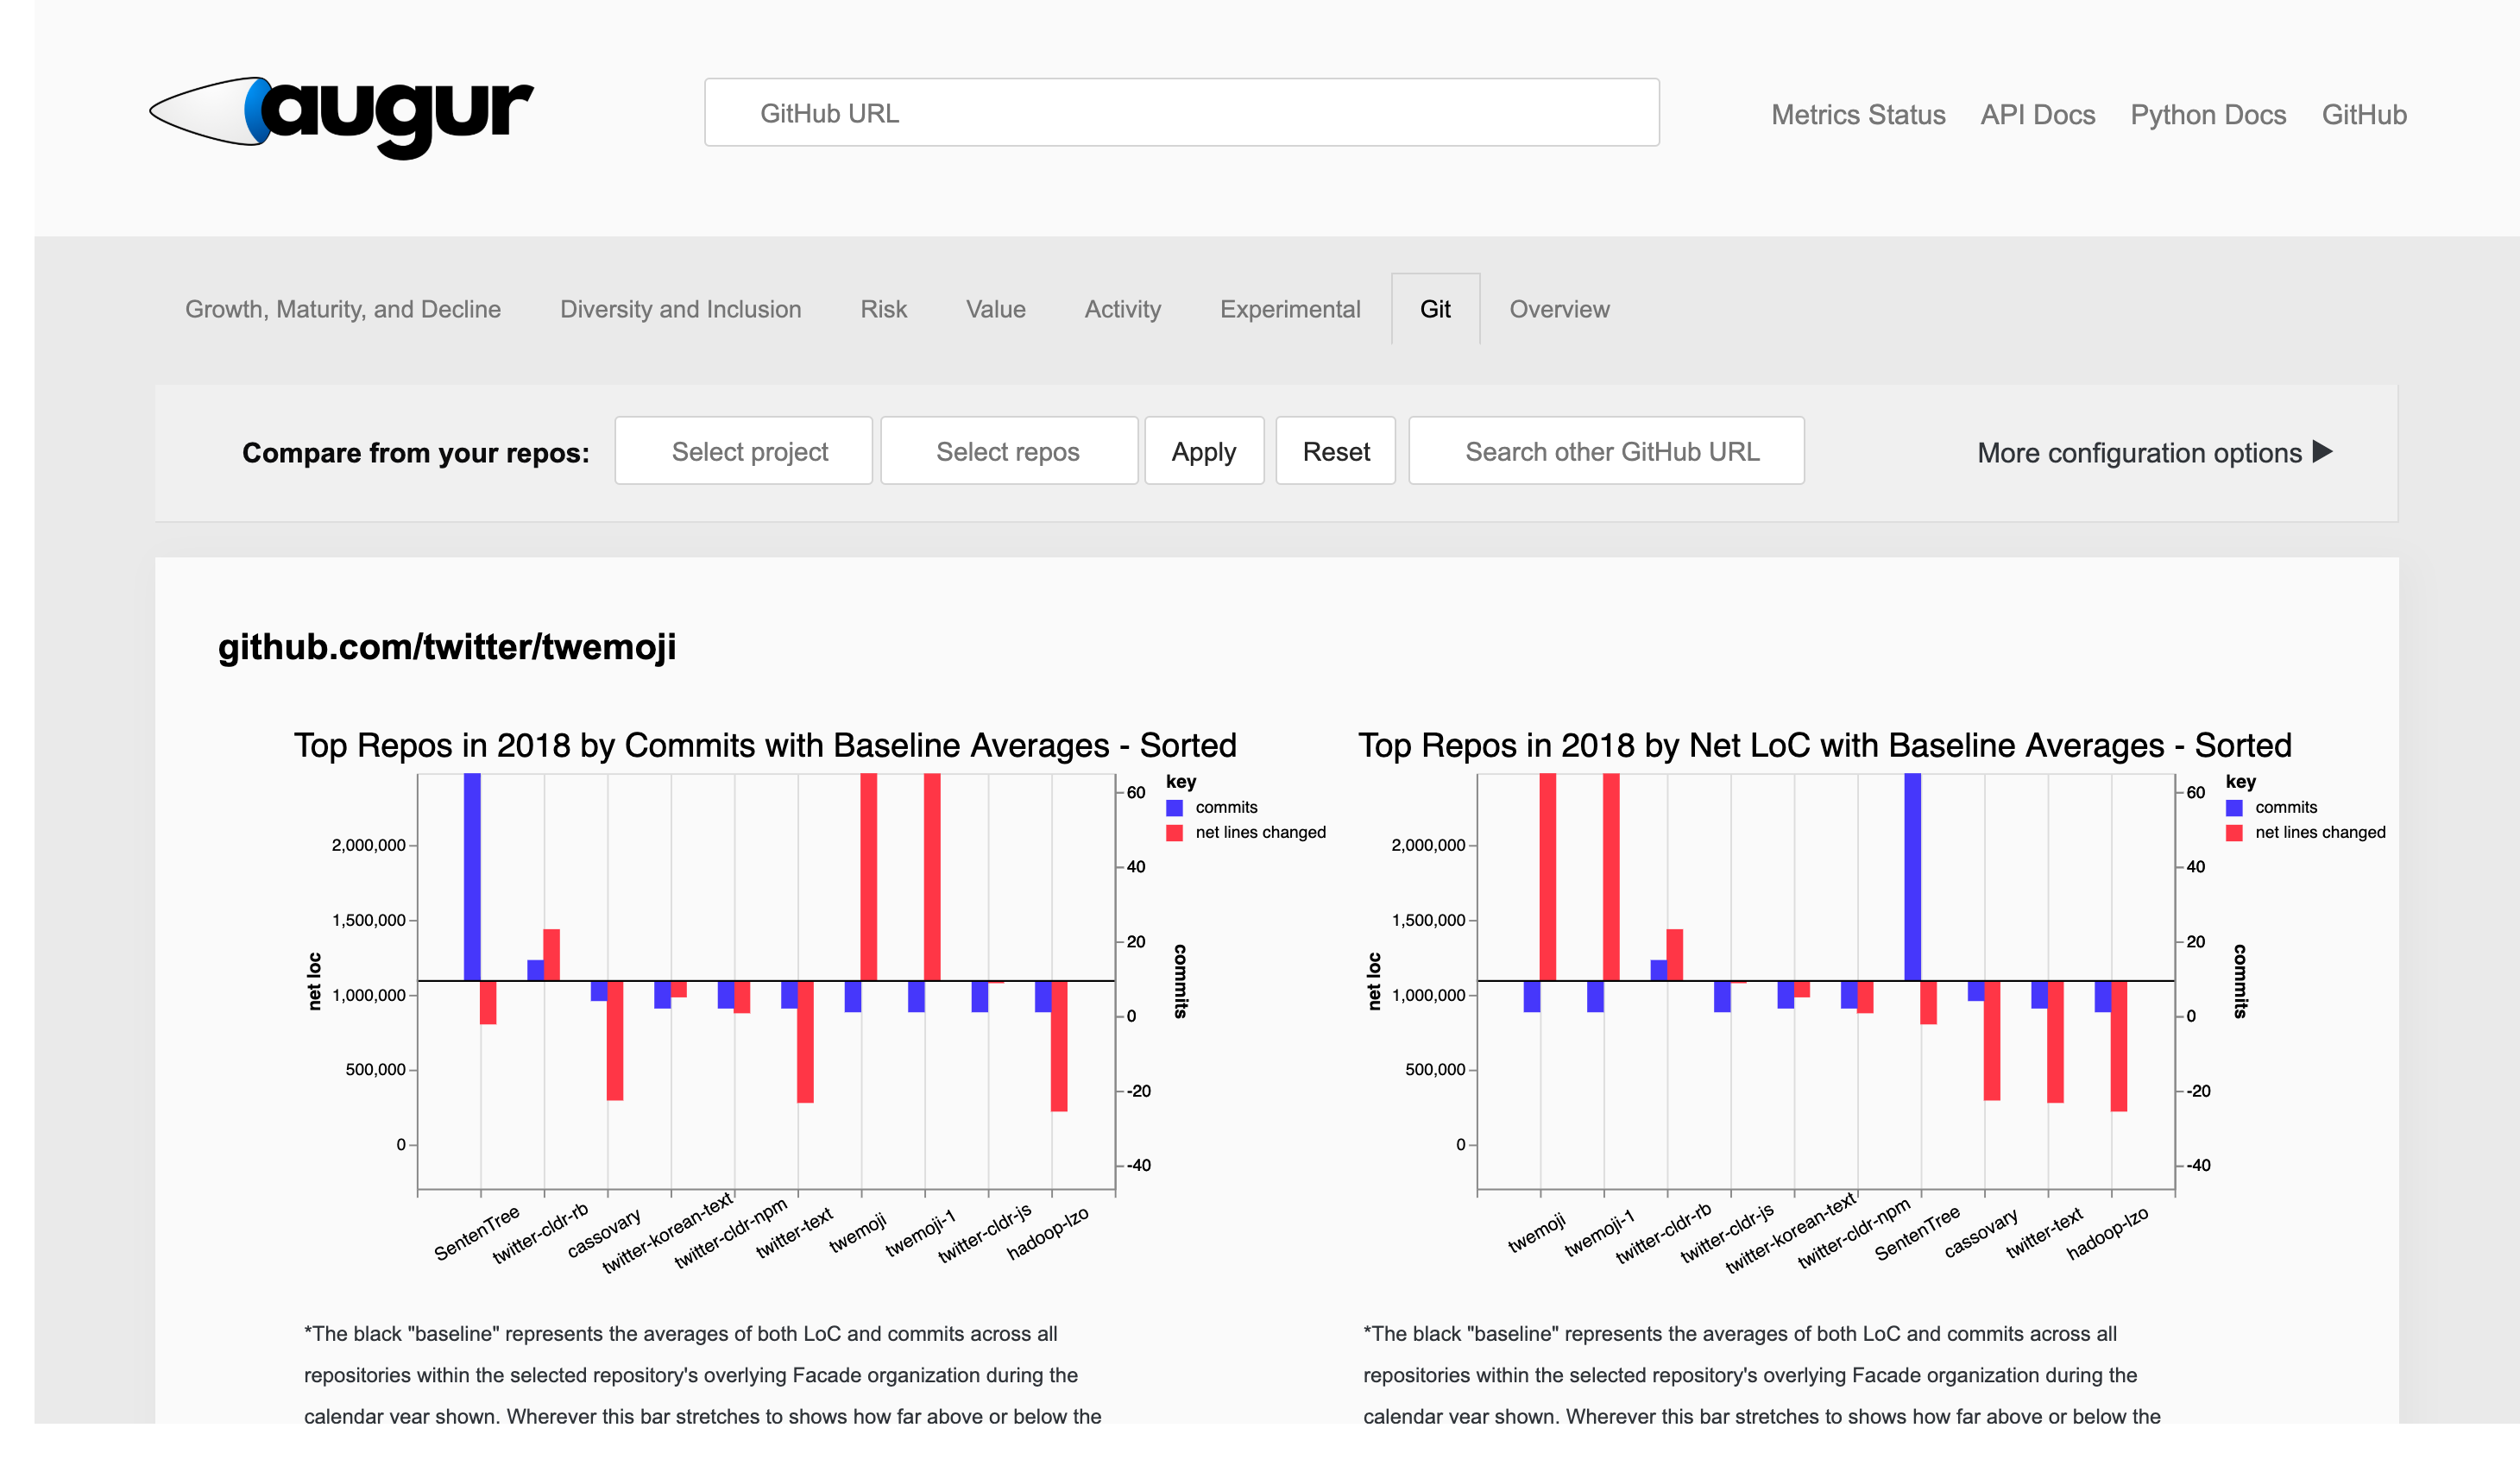 augur
GitHub URL
Metrics Status
API Docs
Python Docs
GitHub
Growth, Maturity, and Decline
Diversity and Inclusion
Risk
Value
Activity
Experimental
Git
Overview
Compare from your repos:
Select project
Select repos
Apply
Reset
Search other GitHub URL
More configuration options
github.com/twitter/twemoji
Top Repos in 2018 by Commits with Baseline Averages - Sorted
key
commits
net lines changed
net loc
2,000,000
1,500,000
1,000,000
500,000
0
60
40
20
0
-20
-40
commits
SentenTree
twitter-cldr-rb
cassovary
twitter-korean-text
twitter-cldr-npm
twitter-text
twemoji
twemoji-1
twitter-cldr-js
hadoop-lzo
*The black "baseline" represents the averages of both LoC and commits across all
repositories within the selected repository's overlying Facade organization during the
calendar year shown. Wherever this bar stretches to shows how far above or below the
Top Repos in 2018 by Net LoC with Baseline Averages - Sorted
key
commits
net lines changed
net loc
2,000,000
1,500,000
1,000,000
500,000
0
60
40
20
0
-20
-40
commits
twemoji
twemoji-1
twitter-cldr-rb
twitter-cldr-js
twitter-korean-text
twitter-cldr-npm
SentenTree
cassovary
twitter-text
hadoop-lzo
*The black "baseline" represents the averages of both LoC and commits across all
repositories within the selected repository's overlying Facade organization during the
calendar year shown. Wherever this bar stretches to shows how far above or below the